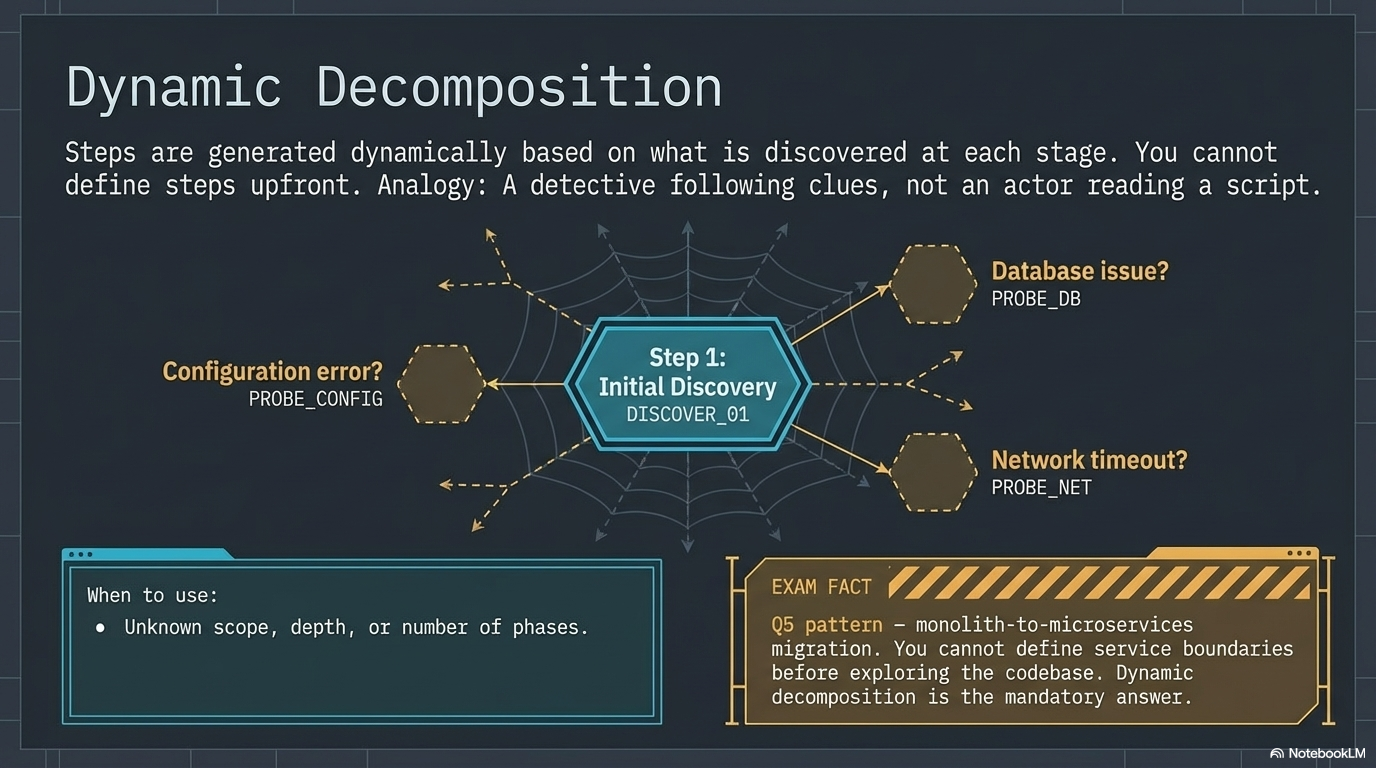 Dynamic Decomposition
Steps are generated dynamically based on what is discovered at each stage. You cannot
define steps upfront. Analogy: A detective following clues, not an actor reading a script.
Database issue?
PROBE_DB
Configuration error?
PROBE_CONFIG
Step 1:
Initial Discovery
DISCOVER_01
Network timeout?
PROBE_NET
When to use:
● Unknown scope, depth, or number of phases.
EXAM FACT
Q5 pattern – monolith-to-microservices
migration. You cannot define service boundaries
before exploring the codebase. Dynamic
decomposition is the mandatory answer.
NotebookLM